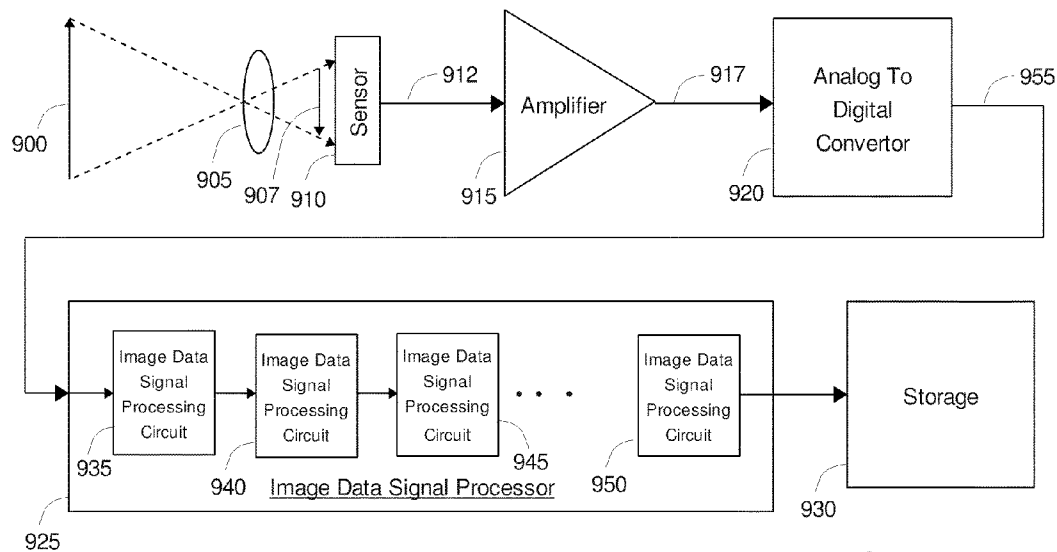 900
905
907
910
Sensor
912
Amplifier
915
917
Analog To
Digital
Convertor
920
955
Image Data
Signal
Processing
Circuit
935
Image Data
Signal
Processing
Circuit
940
Image Data
Signal
Processing
Circuit
945
• • •
Image Data
Signal
Processing
Circuit
950
Image Data Signal Processor
925
Storage
930